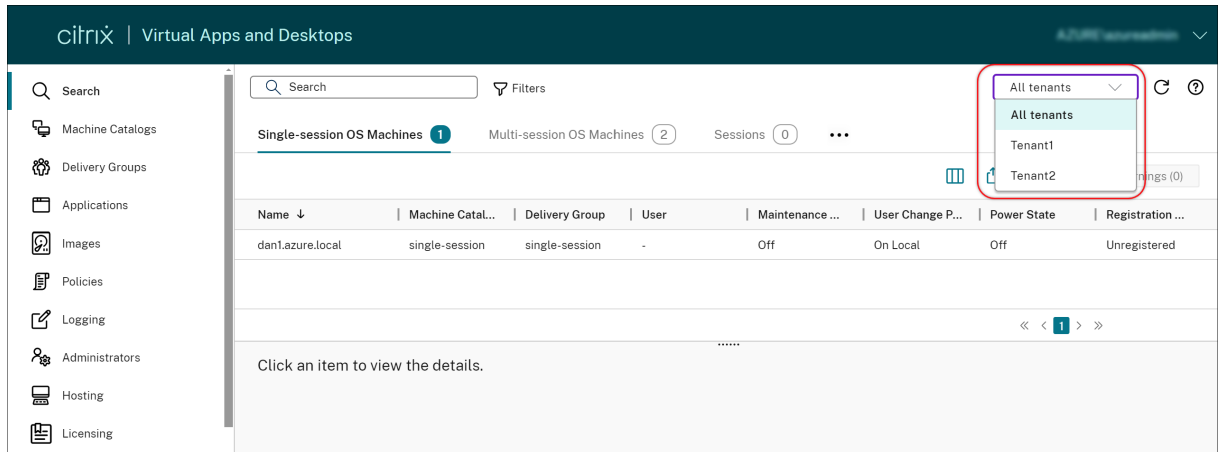 citrix | Virtual Apps and Desktops
Search
Machine Catalogs
Delivery Groups
Applications
Images
Policies
Logging
Administrators
Hosting
Licensing
Search
Filters
All tenants
All tenants
Tenant1
Tenant2
Single-session OS Machines 1
Multi-session OS Machines 2
Sessions 0
(0)
Name ↓ | Machine Catal... | Delivery Group | User | Maintenance ... | User Change P... | Power State | Registration ...
dan1.azure.local single-session single-session - Off On Local Off Unregistered
« < 1 > »
Click an item to view the details.